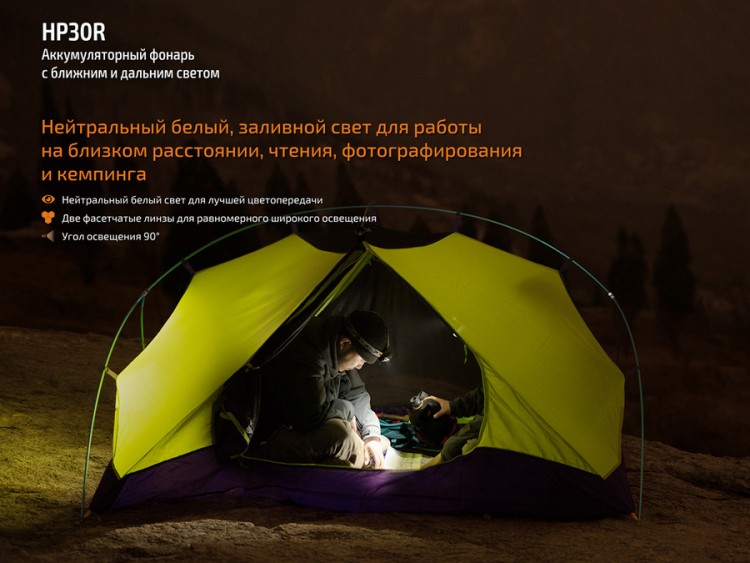 HP30R
Аккумуляторный фонарь
с ближним и дальним светом
Нейтральный белый, заливной свет для работы
на близком расстоянии, чтения, фотографирования
и кемпинга
Нейтральный белый свет для лучшей цветопередачи
Две фасетчатые линзы для равномерного широкого освещения
Угол освещения 90°